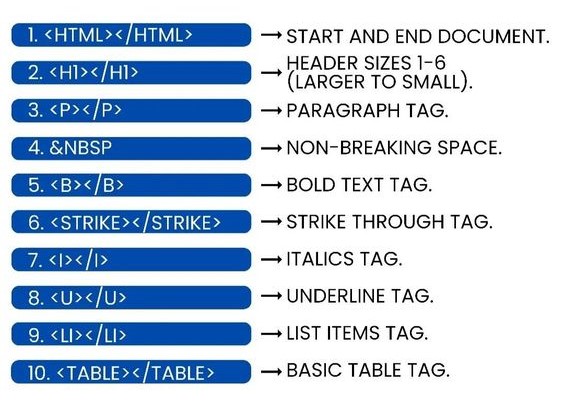 1. <HTML></HTML> → START AND END DOCUMENT.
2. <H1></H1> → HEADER SIZES 1-6
(LARGER TO SMALL).
3. <P></P> → PARAGRAPH TAG.
4. &NBSP → NON-BREAKING SPACE.
5. <B></B> → BOLD TEXT TAG.
6. <STRIKE></STRIKE> → STRIKE THROUGH TAG.
7. <I></I> → ITALICS TAG.
8. <U></U> → UNDERLINE TAG.
9. <LI></LI> → LIST ITEMS TAG.
10. <TABLE></TABLE> → BASIC TABLE TAG.